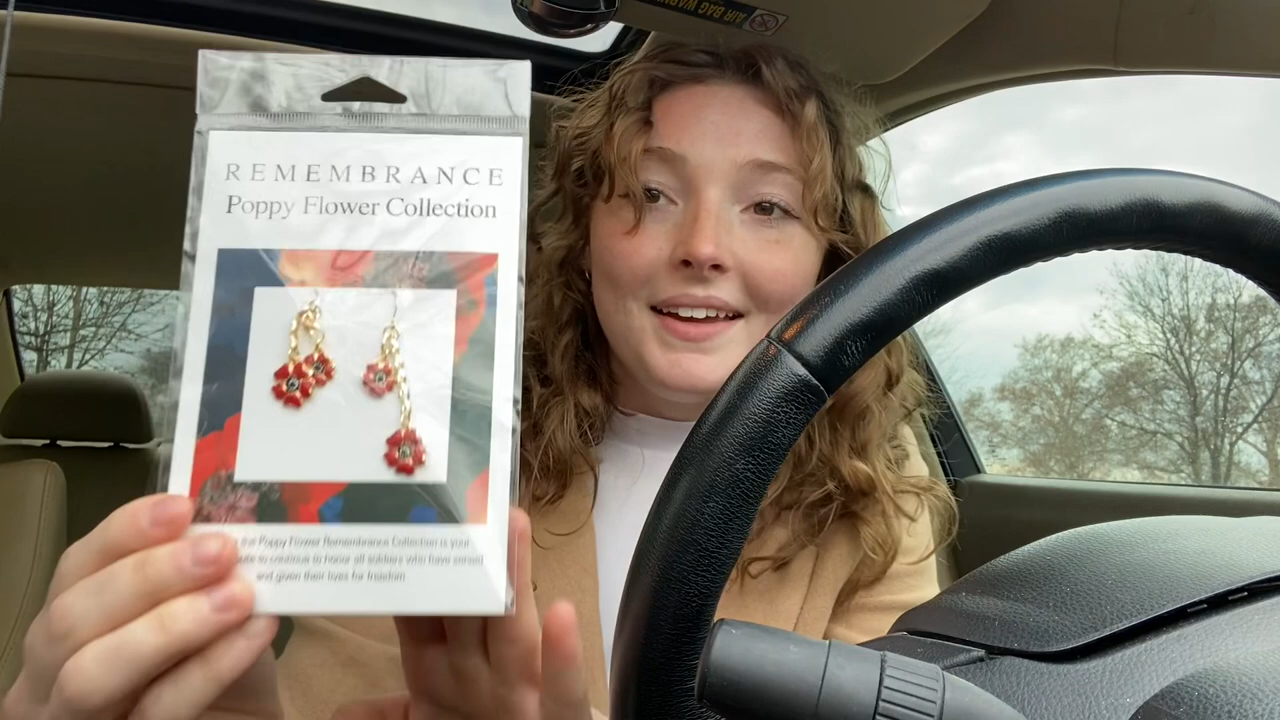 AIR BAG WARNING
REMEMBRANCE
Poppy Flower Collection
the Poppy Flower Remembrance Collection is your
to continue to honor all soldiers who have served
and given their lives for freedom